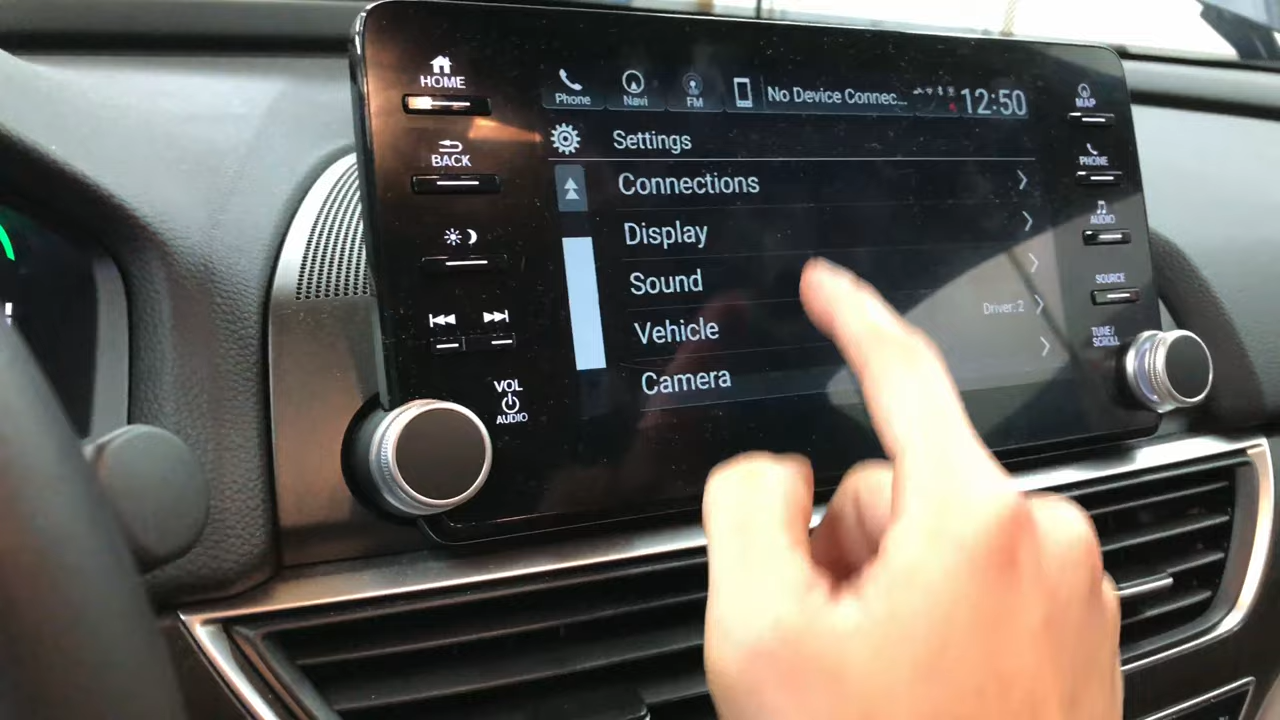 HOME
BACK
VOL
AUDIO
Phone
Navi
FM
No Device Connec...
12:50
Settings
Connections
Display
Sound
Vehicle
Driver: 2
Camera
MAP
PHONE
AUDIO
SOURCE
TUNE/
SCROLL